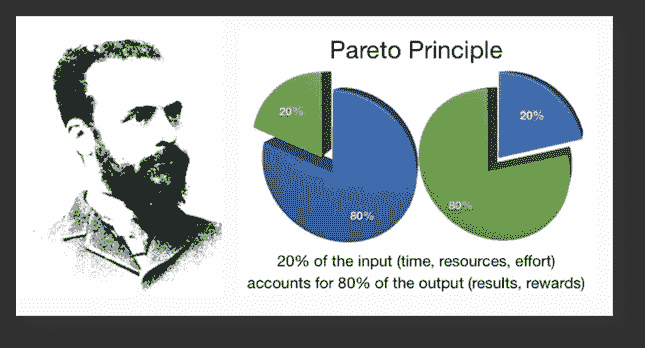 Pareto Principle
20%
80%
20%
80%
20% of the input (time, resources, effort)
accounts for 80% of the output (results, rewards)